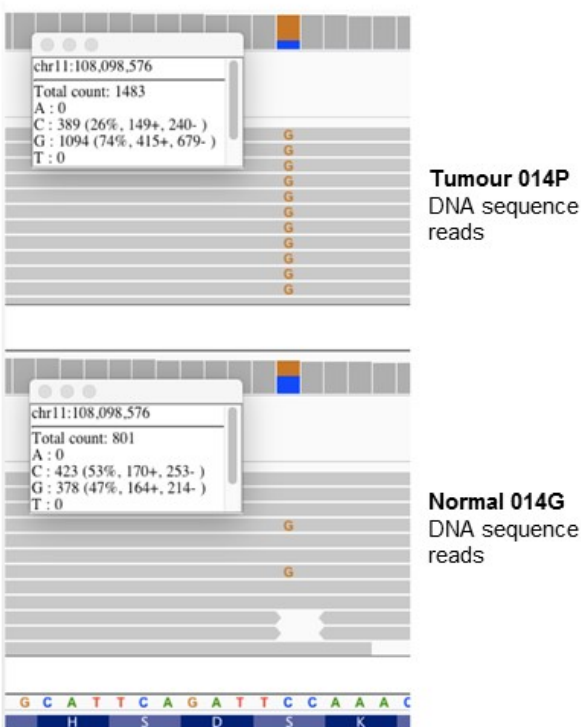 chr11:108,098,576
Total count: 1483
A : 0
C : 389 (26%, 149+, 240- )
G : 1094 (74%, 415+, 679- )
T : 0
G
G
G
G
G
G
G
G
G
G
G
Tumour 014P
DNA sequence
reads
chr11:108,098,576
Total count: 801
A : 0
C : 423 (53%, 170+, 253- )
G : 378 (47%, 164+, 214- )
T : 0
G
G
Normal 014G
DNA sequence
reads
G C A T T C A G A T T C C A A A C
H S D S K